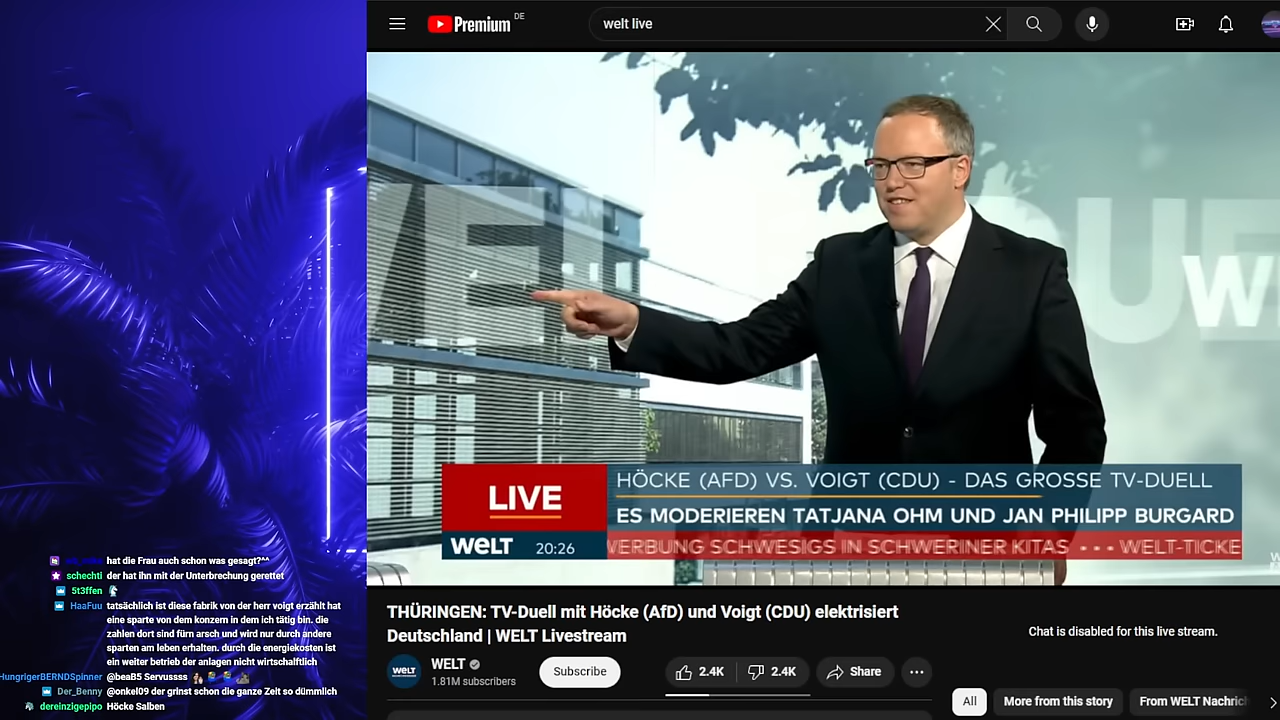 Premium DE
welt live
WEL
DUE
W
HÖCKE (AFD) VS. VOIGT (CDU) - DAS GROSSE TV-DUELL
LIVE
ES MODERIEREN TATJANA OHM UND JAN PHILIPP BURGARD
WELT 20:26
WERBUNG SCHWESIGS IN SCHWERINER KITAS ••• WELT-TICKE
hat die Frau auch schon was gesagt?^^
schechti der hat ihn mit der Unterbrechung gerettet
5t3ffen
HaaFuu tatsächlich ist diese fabrik von der herr voigt erzählt hat
eine sparte von dem konzern in dem ich tätig bin. die
zahlen dort sind fürn arsch und wird nur durch andere
sparten am leben erhalten. durch die energiekosten ist
ein weiter betrieb der anlagen nicht wirtschaftlich
HungrigerBERNDSpinner @beaB5 Servussss
Der_Benny @onkel09 der grinst schon die ganze Zeit so dümmlich
dereinzigepipo Höcke Salben
THÜRINGEN: TV-Duell mit Höcke (AfD) und Voigt (CDU) elektrisiert
Deutschland | WELT Livestream
Chat is disabled for this live stream.
WELT
WELT
1.81M subscribers
Subscribe
2.4K
2.4K
Share
All
More from this story
From WELT Nachric